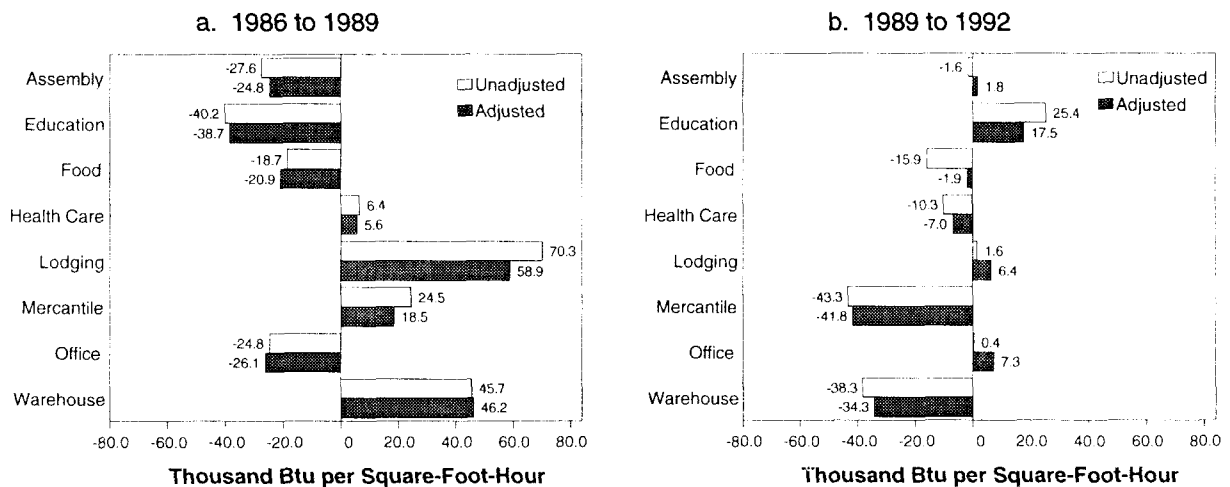 a. 1986 to 1989
Unadjusted
Adjusted
Assembly
-27.6
-24.8
Education
-40.2
-38.7
Food
-18.7
-20.9
Health Care
6.4
5.6
Lodging
70.3
58.9
Mercantile
24.5
18.5
Office
-24.8
-26.1
Warehouse
45.7
46.2
-80.0 -60.0 -40.0 -20.0 0 20.0 40.0 60.0 80.0
Thousand Btu per Square-Foot-Hour
b. 1989 to 1992
Unadjusted
Adjusted
Assembly
-1.6
1.8
Education
25.4
17.5
Food
-15.9
-1.9
Health Care
-10.3
-7.0
Lodging
1.6
6.4
Mercantile
-43.3
-41.8
Office
0.4
7.3
Warehouse
-38.3
-34.3
-80.0 -60.0 -40.0 -20.0 0 20.0 40.0 60.0 80.0
Thousand Btu per Square-Foot-Hour